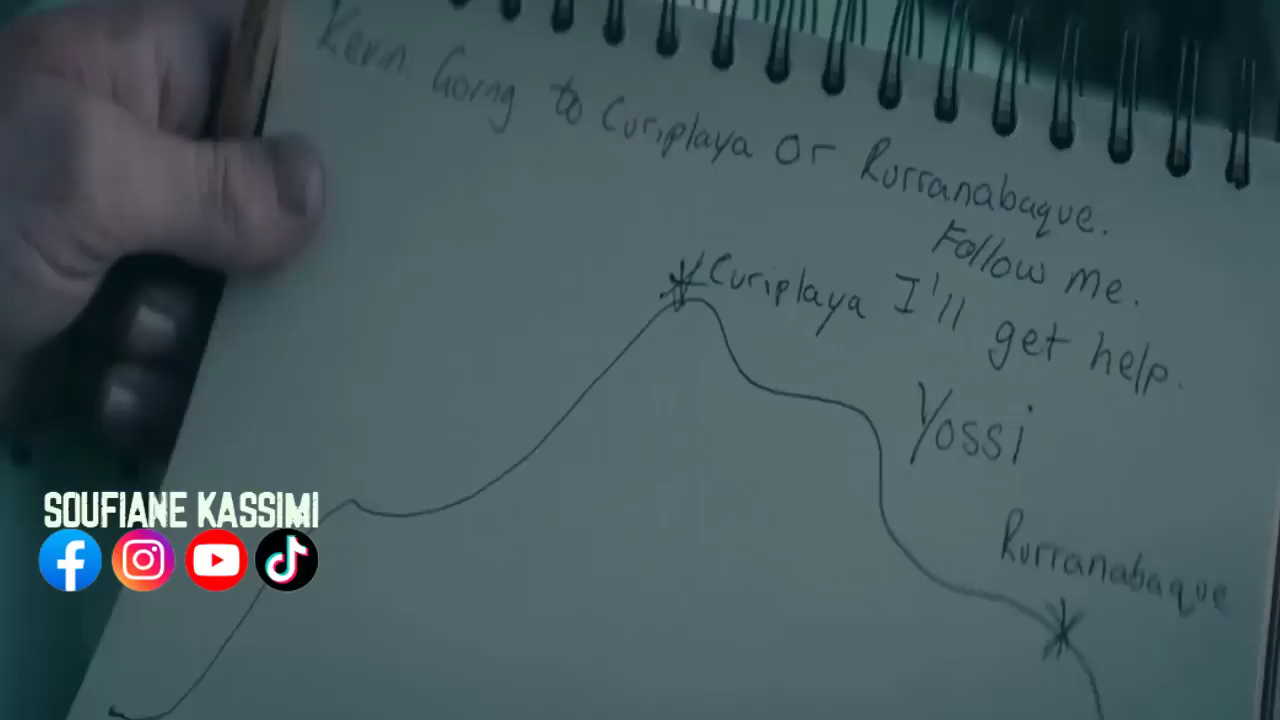 Kevin. Going to Curiplaya or Rurranabaque.
Follow me.
Curiplaya I'll get help.
Yossi
Rurranabaque
SOUFIANE KASSIMI